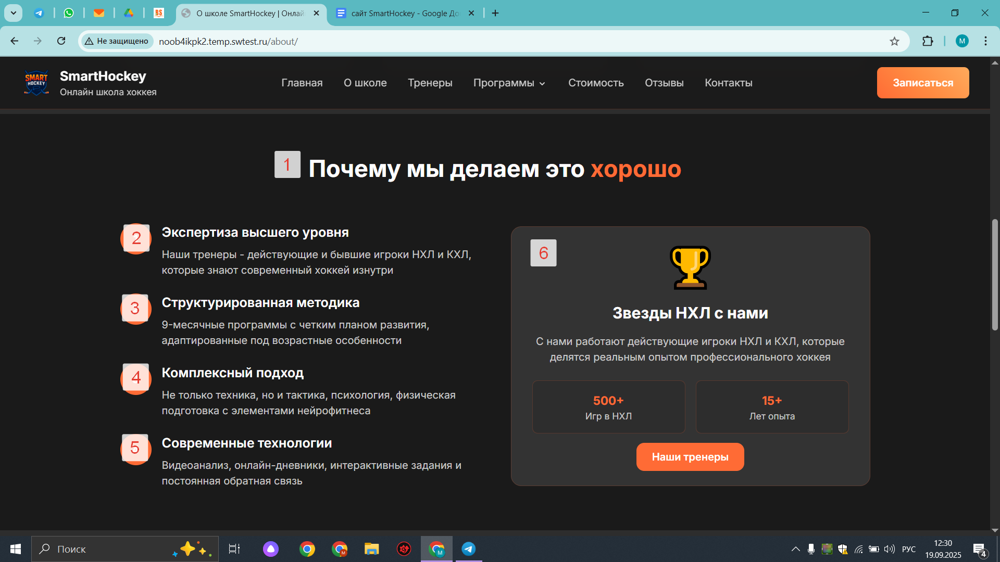 BS
О школе SmartHockey | Онлай
сайт SmartHockey - Google До
Не защищено
noob4ikpk2.temp.swtest.ru/about/
M
SMART
HOCKEY
SmartHockey
Онлайн школа хоккея
Главная
О школе
Тренеры
Программы
Стоимость
Отзывы
Контакты
Записаться
1
Почему мы делаем это хорошо
2
Экспертиза высшего уровня
Наши тренеры - действующие и бывшие игроки НХЛ и КХЛ,
которые знают современный хоккей изнутри
3
Структурированная методика
9-месячные программы с четким планом развития,
адаптированные под возрастные особенности
4
Комплексный подход
Не только техника, но и тактика, психология, физическая
подготовка с элементами нейрофитнеса
5
Современные технологии
Видеоанализ, онлайн-дневники, интерактивные задания и
постоянная обратная связь
6
Звезды НХЛ с нами
С нами работают действующие игроки НХЛ и КХЛ, которые
делятся реальным опытом профессионального хоккея
500+
Игр в НХЛ
15+
Лет опыта
Наши тренеры
Поиск
M
M
РУС
12:30
19.09.2025
4